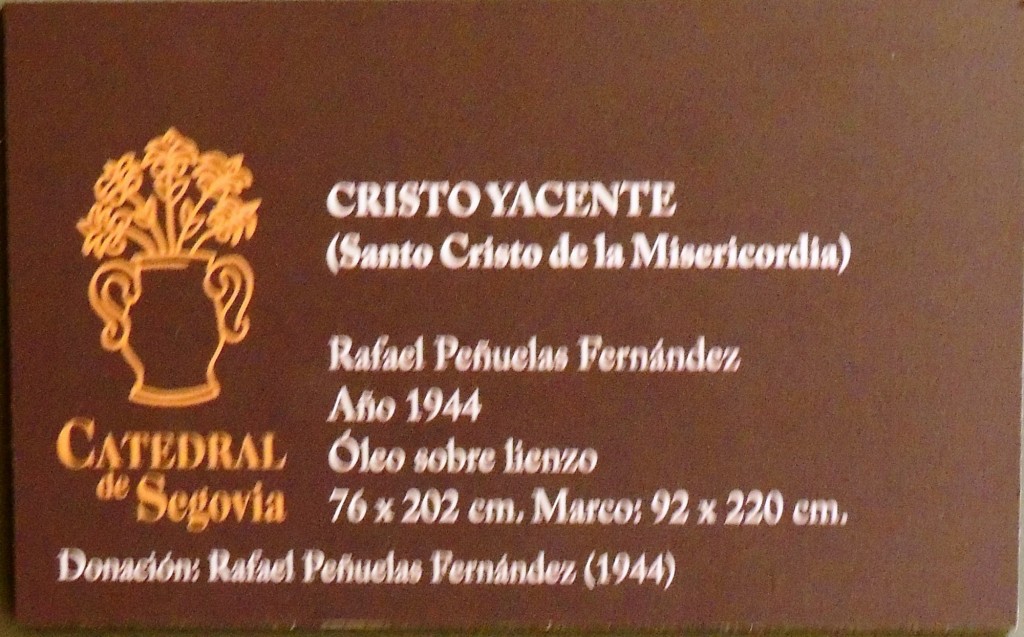 CRISTO YACENTE
(Santo Cristo de la Misericordia)
Rafael Peñuelas Fernández
Año 1944
Óleo sobre lienzo
76 x 202 cm. Marco: 92 x 220 cm.
CATEDRAL
de Segovia
Donación: Rafael Peñuelas Fernández (1944)